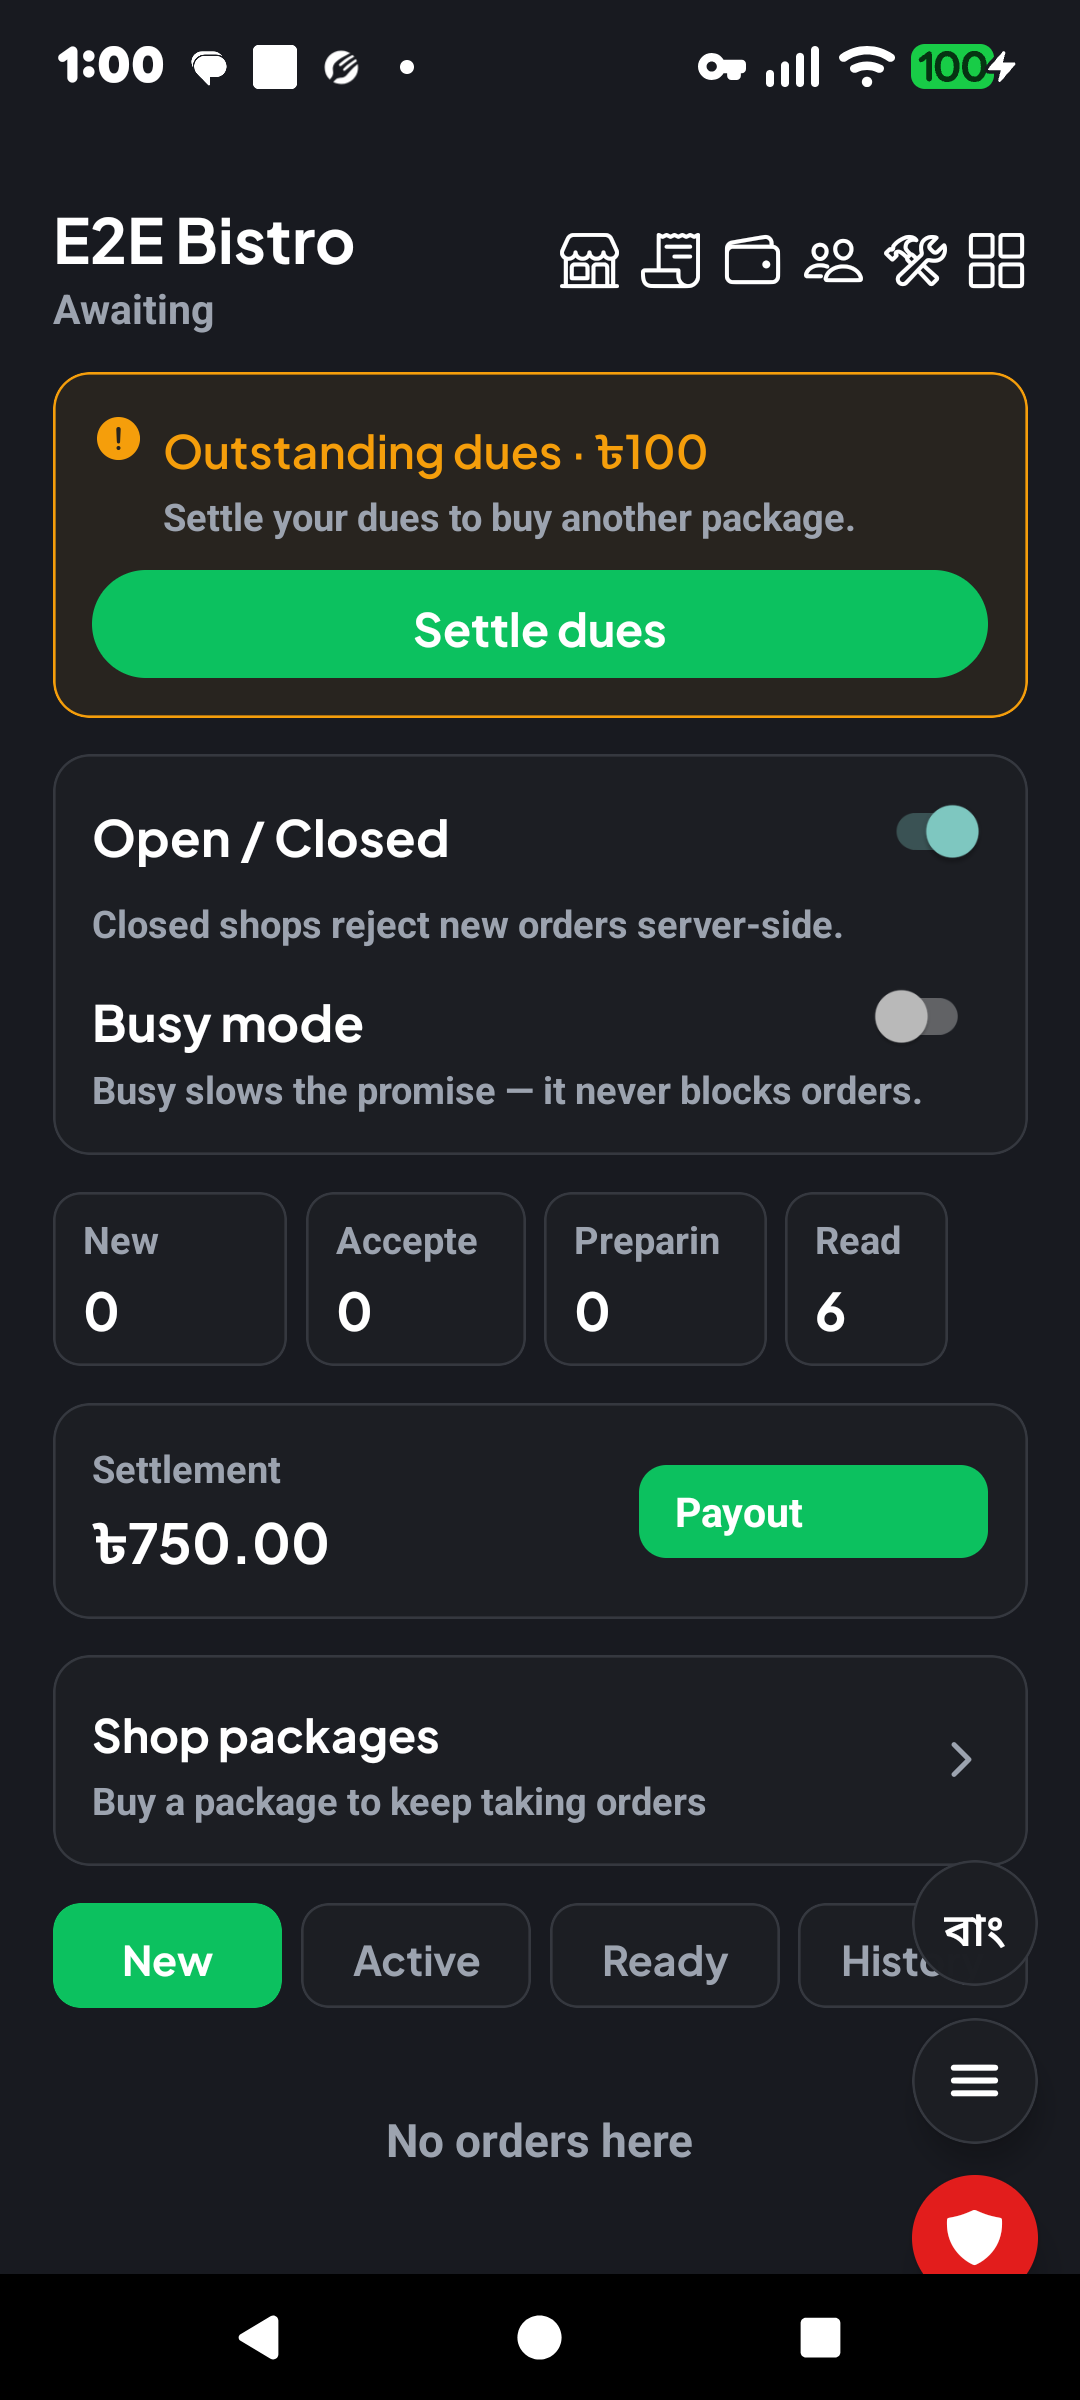 1:00
100
E2E Bistro
Awaiting
Outstanding dues · ৳100
Settle your dues to buy another package.
Settle dues
Open / Closed
Closed shops reject new orders server-side.
Busy mode
Busy slows the promise — it never blocks orders.
New
Accepte
Preparin
Read
0
0
0
6
Settlement
৳750.00
Payout
Shop packages
Buy a package to keep taking orders
বাং
New
Active
Ready
Histo
No orders here